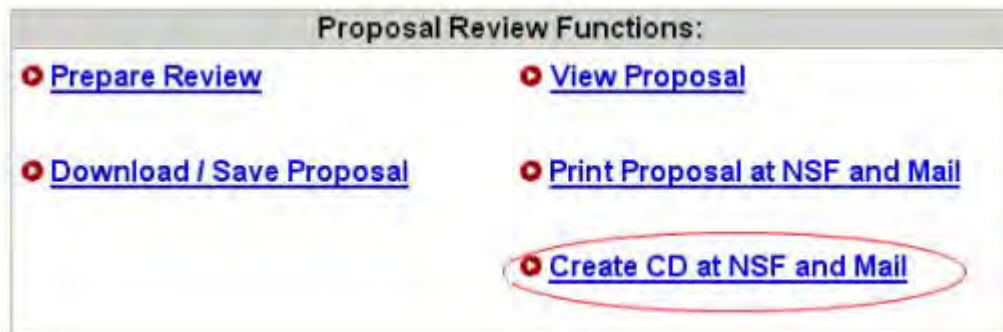 Proposal Review Functions:
Prepare Review
View Proposal
Download / Save Proposal
Print Proposal at NSF and Mail
Create CD at NSF and Mail